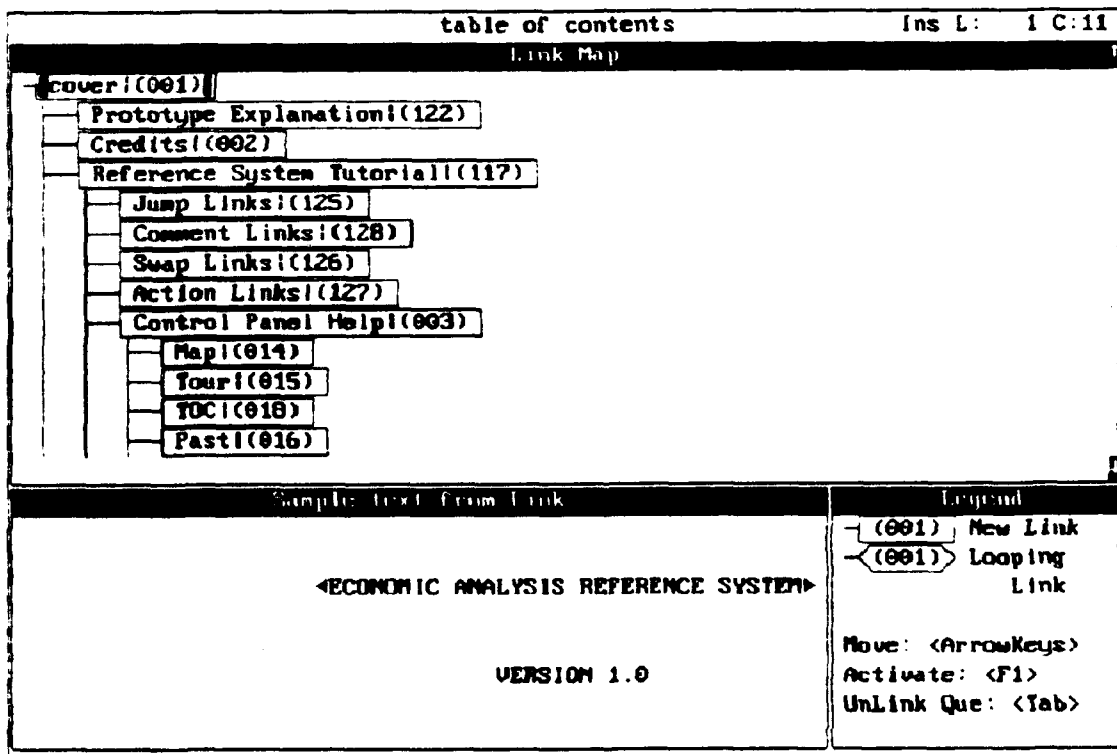 table of contents Ins L: 1 C:11
Link Map
cover|(001)
Prototype Explanation|(122)
Credits|(002)
Reference System Tutorial|(117)
Jump Links|(125)
Comment Links|(128)
Swap Links|(126)
Action Links|(127)
Control Panel Help|(003)
Map|(014)
Tour|(015)
TOC|(018)
Past|(016)
Sample text from Link
◄ECONOMIC ANALYSIS REFERENCE SYSTEM►
VERSION 1.0
Legend
(001) New Link
(001) Looping
Link
Move: <ArrowKeys>
Activate: <F1>
UnLink Que: <Tab>